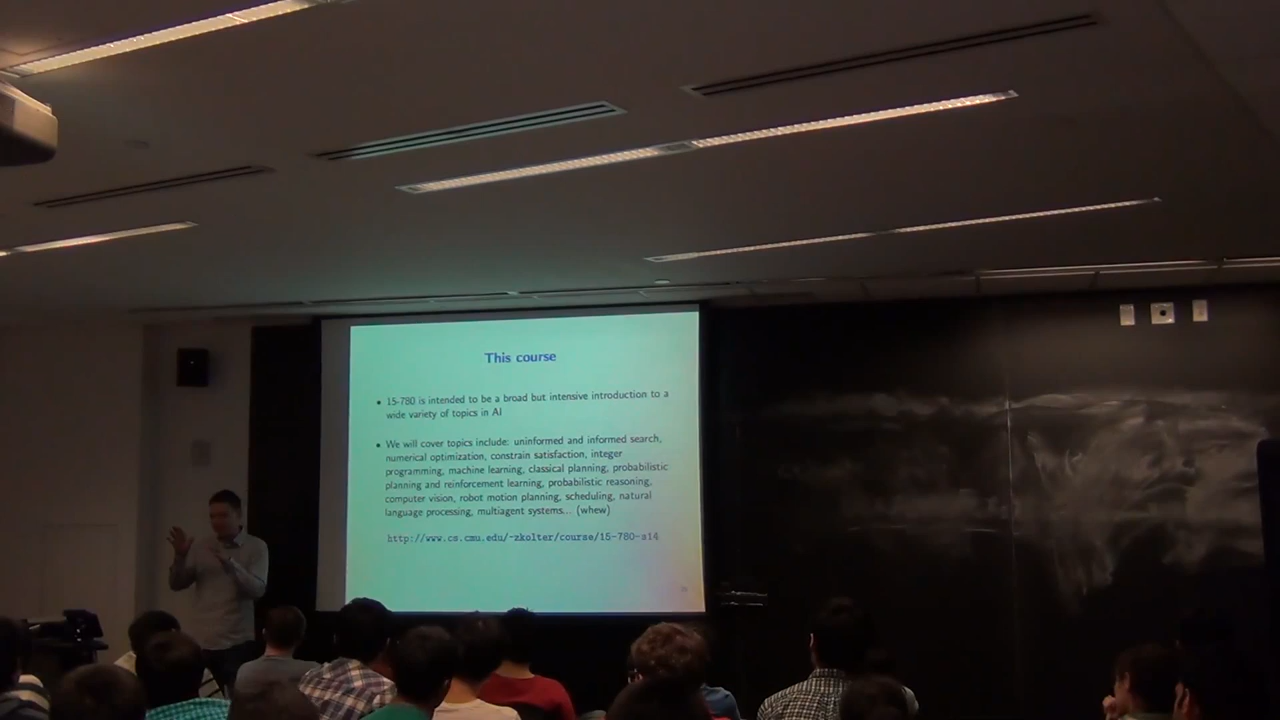 This course
• 15-780 is intended to be a broad but intensive introduction to a
wide variety of topics in AI
• We will cover topics include: uninformed and informed search,
numerical optimization, constrain satisfaction, integer
programming, machine learning, classical planning, probabilistic
planning and reinforcement learning, probabilistic reasoning,
computer vision, robot motion planning, scheduling, natural
language processing, multiagent systems... (whew)
http://www.cs.cmu.edu/~zkolter/course/15-780-s14